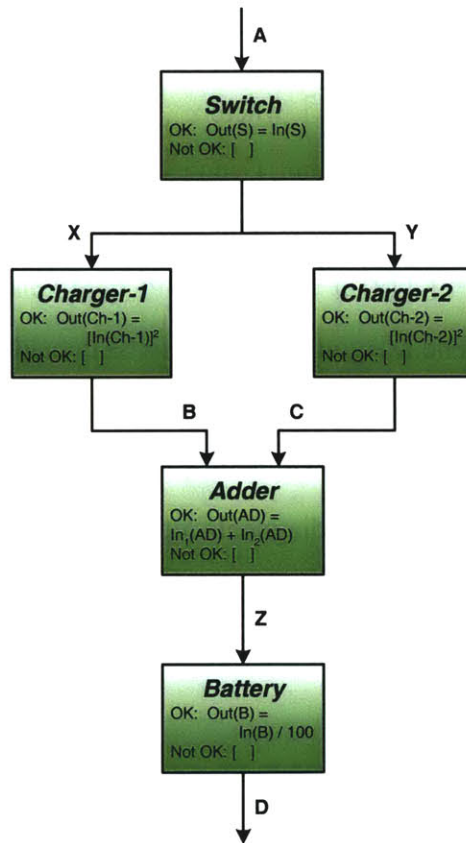 A
Switch
OK: Out(S) = In(S)
Not OK: [ ]
X
Y
Charger-1
OK: Out(Ch-1) =
[In(Ch-1)]²
Not OK: [ ]
Charger-2
OK: Out(Ch-2) =
[In(Ch-2)]²
Not OK: [ ]
B
C
Adder
OK: Out(AD) =
In₁(AD) + In₂(AD)
Not OK: [ ]
Z
Battery
OK: Out(B) =
In(B) / 100
Not OK: [ ]
D